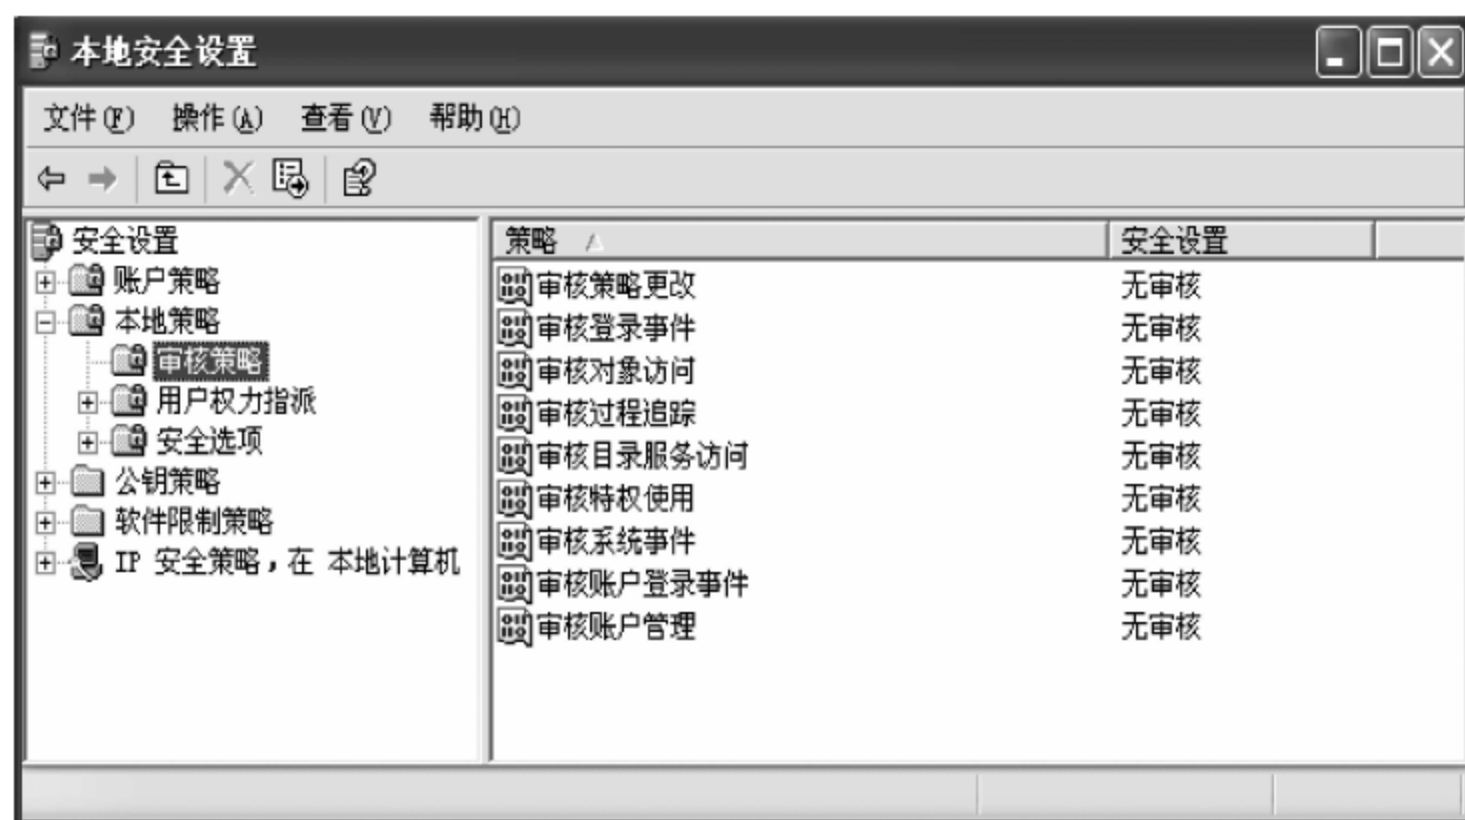 本地安全设置
文件(F) 操作(A) 查看(V) 帮助(H)
安全设置
账户策略
本地策略
审核策略
用户权力指派
安全选项
公钥策略
软件限制策略
IP 安全策略，在 本地计算机
策略 安全设置
审核策略更改 无审核
审核登录事件 无审核
审核对象访问 无审核
审核过程追踪 无审核
审核目录服务访问 无审核
审核特权使用 无审核
审核系统事件 无审核
审核账户登录事件 无审核
审核账户管理 无审核